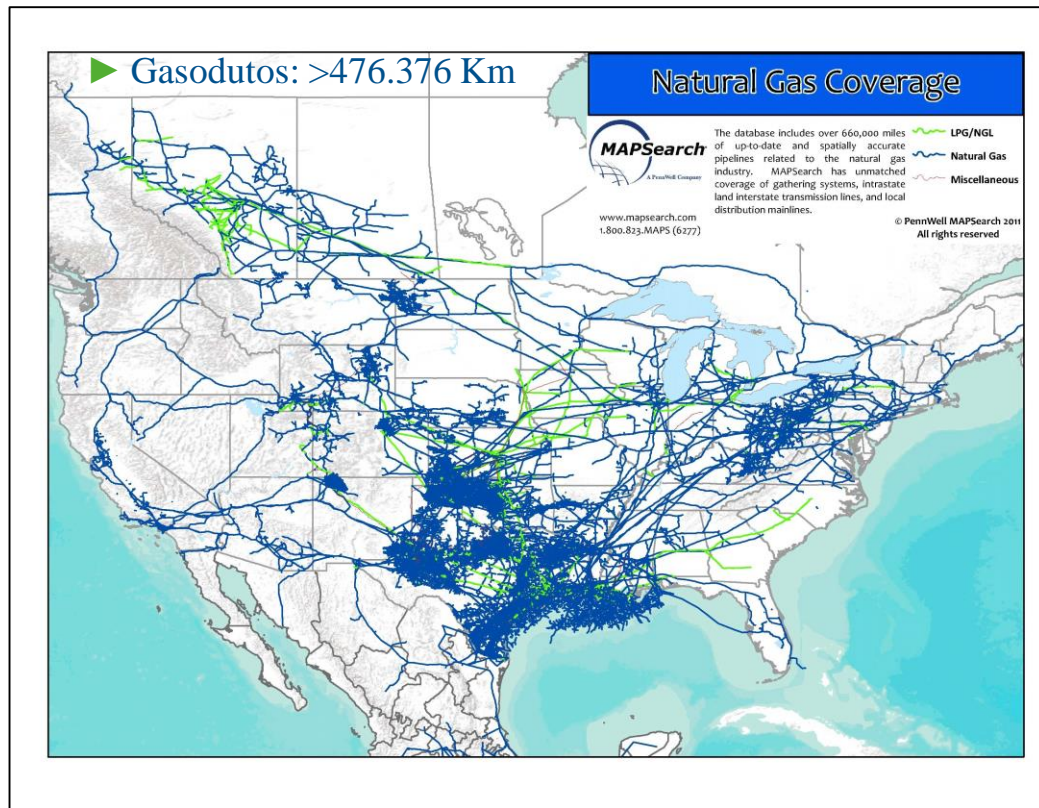 ► Gasodutos: >476.376 Km
Natural Gas Coverage
MAPSearch
A PennWell Company
www.mapsearch.com
1.800.823.MAPS (6277)
The database includes over 660,000 miles
of up-to-date and spatially accurate
pipelines related to the natural gas
industry. MAPSearch has unmatched
coverage of gathering systems, intrastate
land interstate transmission lines, and local
distribution mainlines.
LPG/NGL
Natural Gas
Miscellaneous
© PennWell MAPSearch 2011
All rights reserved